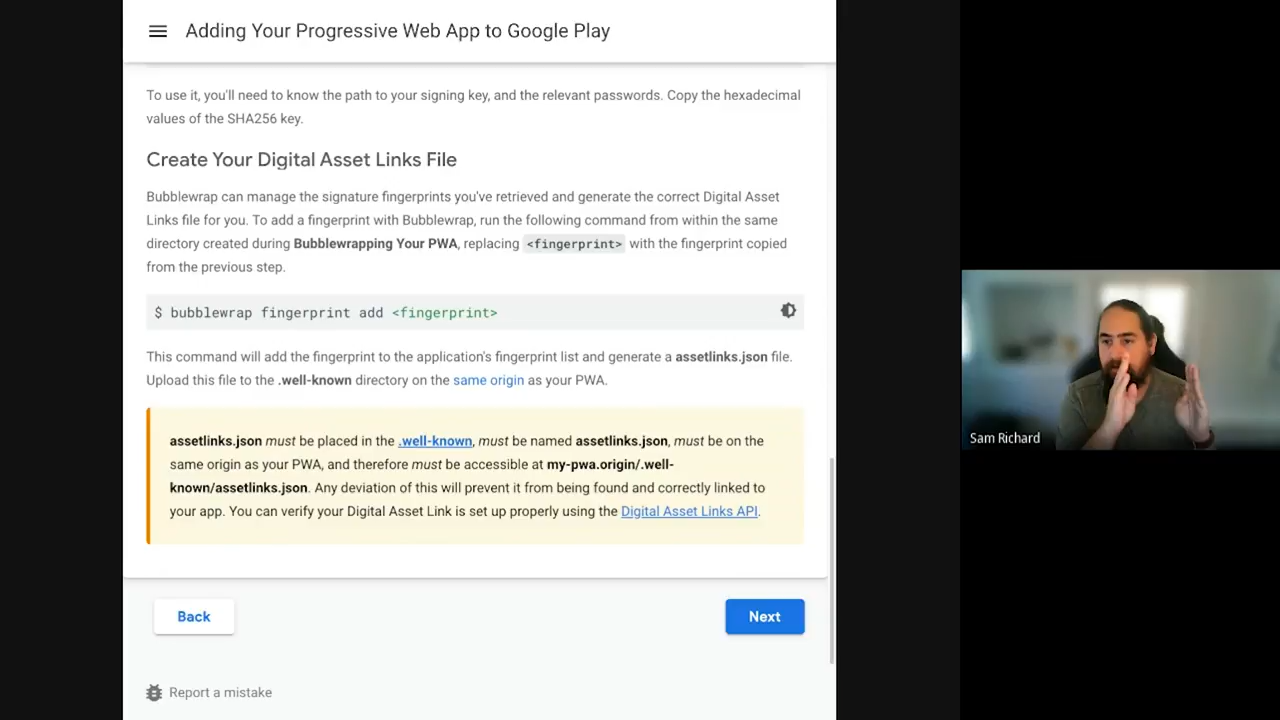 Adding Your Progressive Web App to Google Play
To use it, you'll need to know the path to your signing key, and the relevant passwords. Copy the hexadecimal
values of the SHA256 key.
Create Your Digital Asset Links File
Bubblewrap can manage the signature fingerprints you've retrieved and generate the correct Digital Asset
Links file for you. To add a fingerprint with Bubblewrap, run the following command from within the same
directory created during Bubblewrapping Your PWA, replacing <fingerprint> with the fingerprint copied
from the previous step.
$ bubblewrap fingerprint add <fingerprint>
This command will add the fingerprint to the application's fingerprint list and generate a assetlinks.json file.
Upload this file to the .well-known directory on the same origin as your PWA.
assetlinks.json must be placed in the .well-known, must be named assetlinks.json, must be on the
same origin as your PWA, and therefore must be accessible at my-pwa.origin/.well-
known/assetlinks.json. Any deviation of this will prevent it from being found and correctly linked to
your app. You can verify your Digital Asset Link is set up properly using the Digital Asset Links API.
Back
Next
Report a mistake
Sam Richard